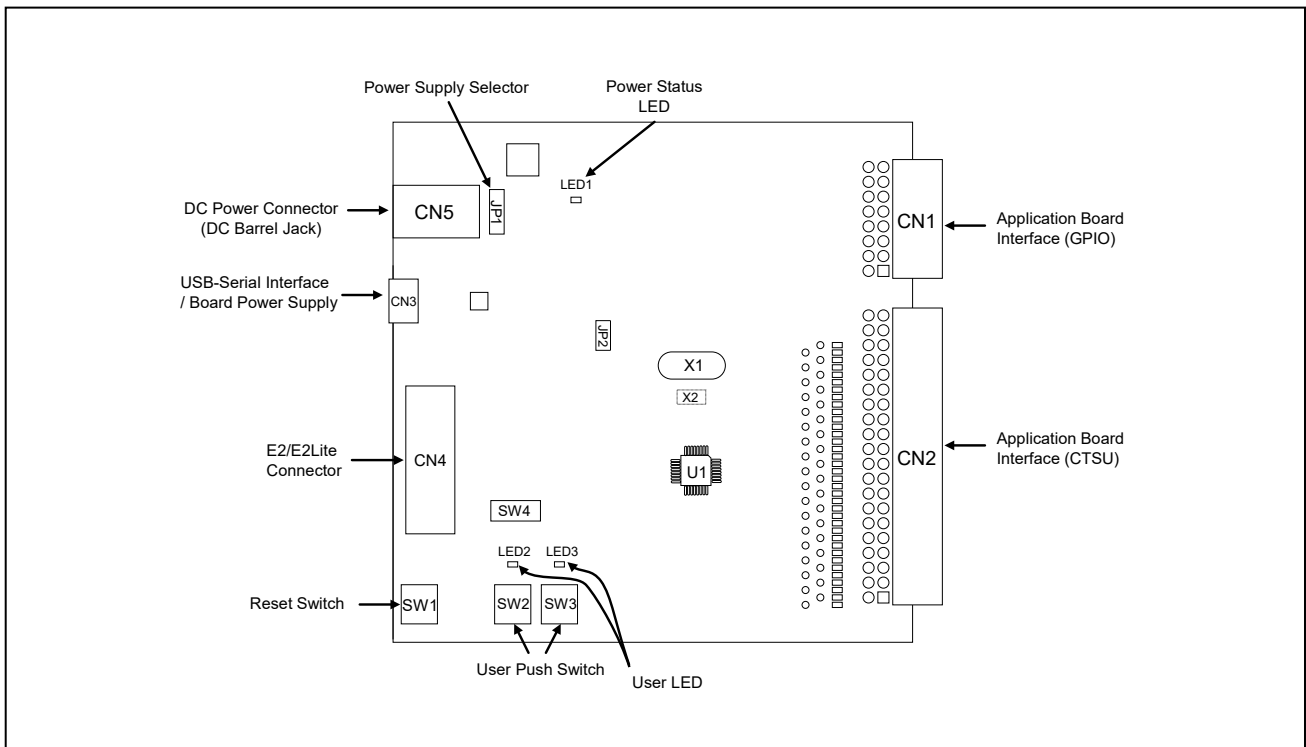 Power Supply Selector
Power Status
LED
LED1
DC Power Connector
(DC Barrel Jack)
CN5
JP1
CN1
Application Board
Interface (GPIO)
USB-Serial Interface
/ Board Power Supply
CN3
JP2
X1
X2
E2/E2Lite
Connector
CN4
U1
CN2
Application Board
Interface (CTSU)
SW4
LED2
LED3
Reset Switch
SW1
SW2
SW3
User Push Switch
User LED